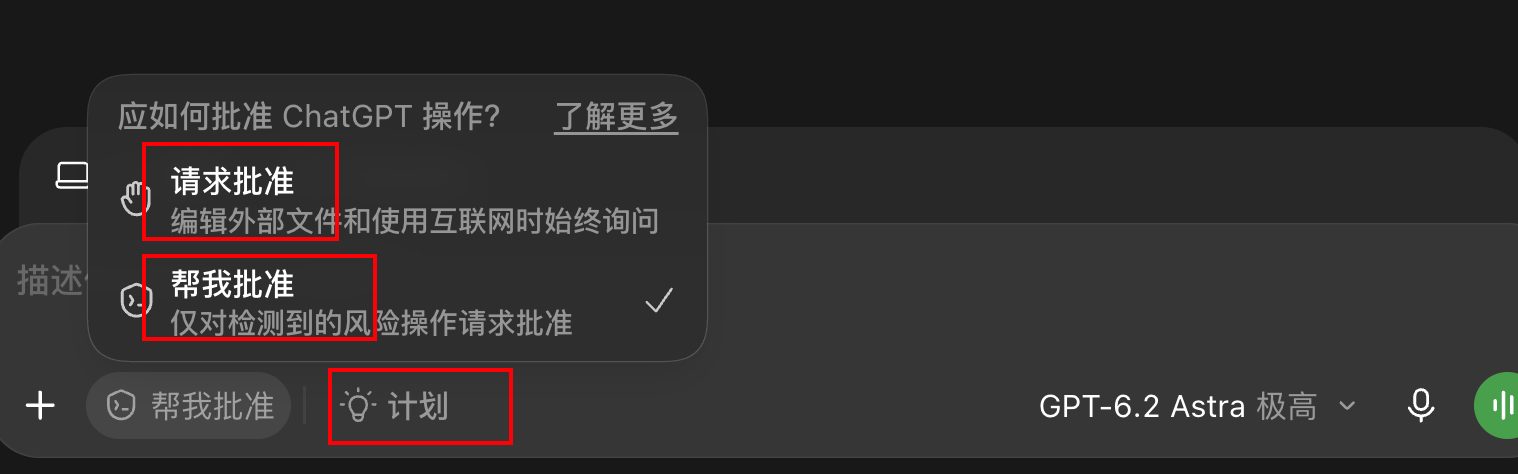 应如何批准 ChatGPT 操作? 了解更多
请求批准
编辑外部文件和使用互联网时始终询问
帮我批准
仅对检测到的风险操作请求批准
描述
帮我批准 计划 GPT-6.2 Astra 极高